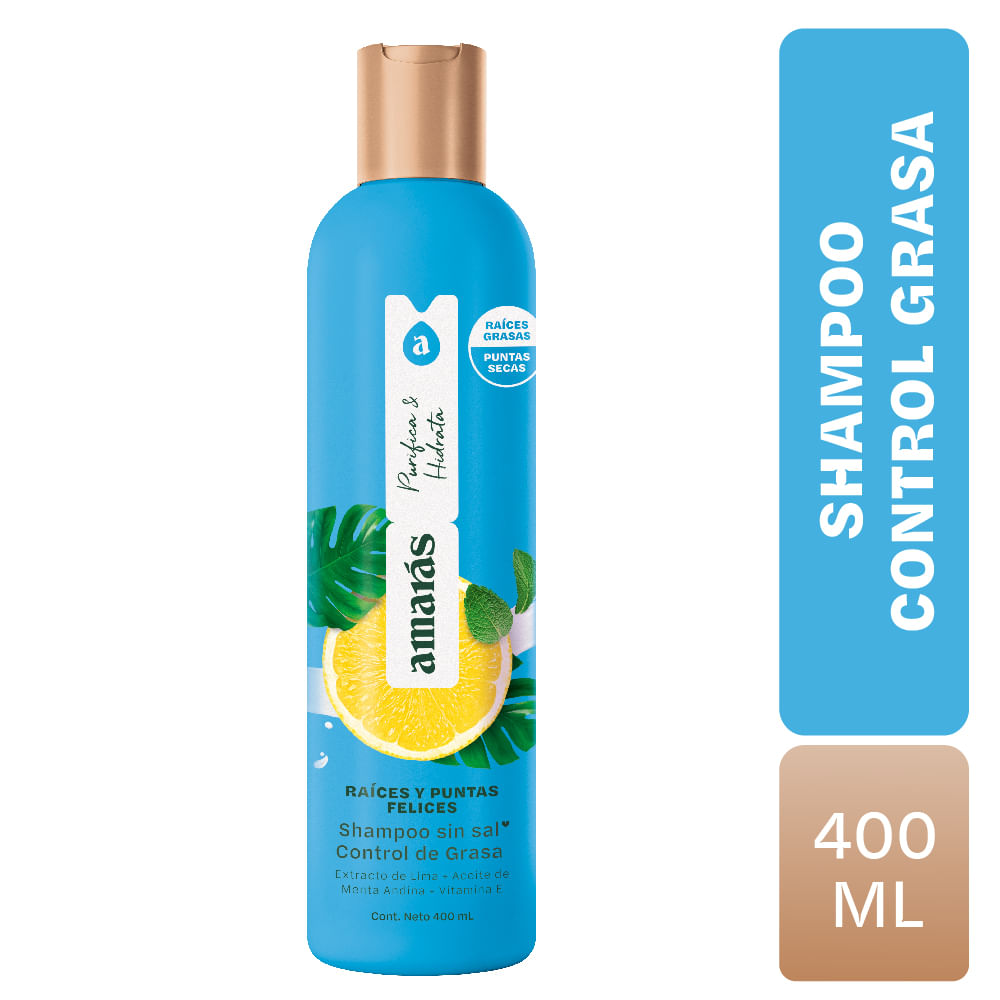 a
Purifica &
Hidrata
amarás
RAÍCES
GRASAS
PUNTAS
SECAS
RAÍCES Y PUNTAS
FELICES
Shampoo sin sal
Control de Grasa
Extracto de Lima - Aceite de
Menta Andina - Vitamina E
Cont. Neto 400 mL
SHAMPOO
CONTROL GRASA
400
ML